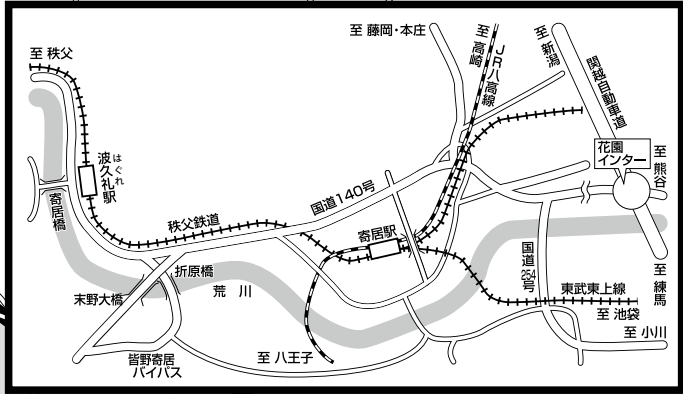 至 藤岡・本庄
至高崎
JR八高線
至新潟
関越自動車道
至 秩父
花園
インター
至熊谷
はぐれ
波久礼駅
国道140号
寄居橋
秩父鉄道
寄居駅
折原橋
国道254号
末野大橋
荒川
東武東上線
至練馬
至 池袋
至 小川
皆野寄居
バイパス
至 八王子